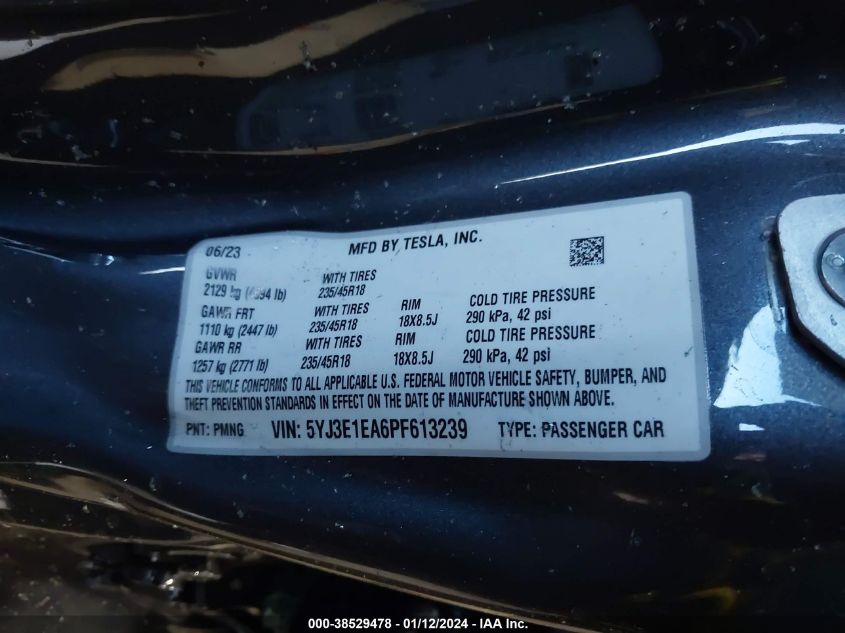 06/23 MFD BY TESLA, INC.
GVWR WITH TIRES
2129 kg (4694 lb) 235/45R18
GAWR FRT WITH TIRES RIM COLD TIRE PRESSURE
1110 kg (2447 lb) 235/45R18 18X8.5J 290 kPa, 42 psi
GAWR RR WITH TIRES RIM COLD TIRE PRESSURE
1257 kg (2771 lb) 235/45R18 18X8.5J 290 kPa, 42 psi
THIS VEHICLE CONFORMS TO ALL APPLICABLE U.S. FEDERAL MOTOR VEHICLE SAFETY, BUMPER, AND
THEFT PREVENTION STANDARDS IN EFFECT ON THE DATE OF MANUFACTURE SHOWN ABOVE.
PNT: PMNG VIN: 5YJ3E1EA6PF613239 TYPE: PASSENGER CAR
000-38529478 - 01/12/2024 - IAA Inc.